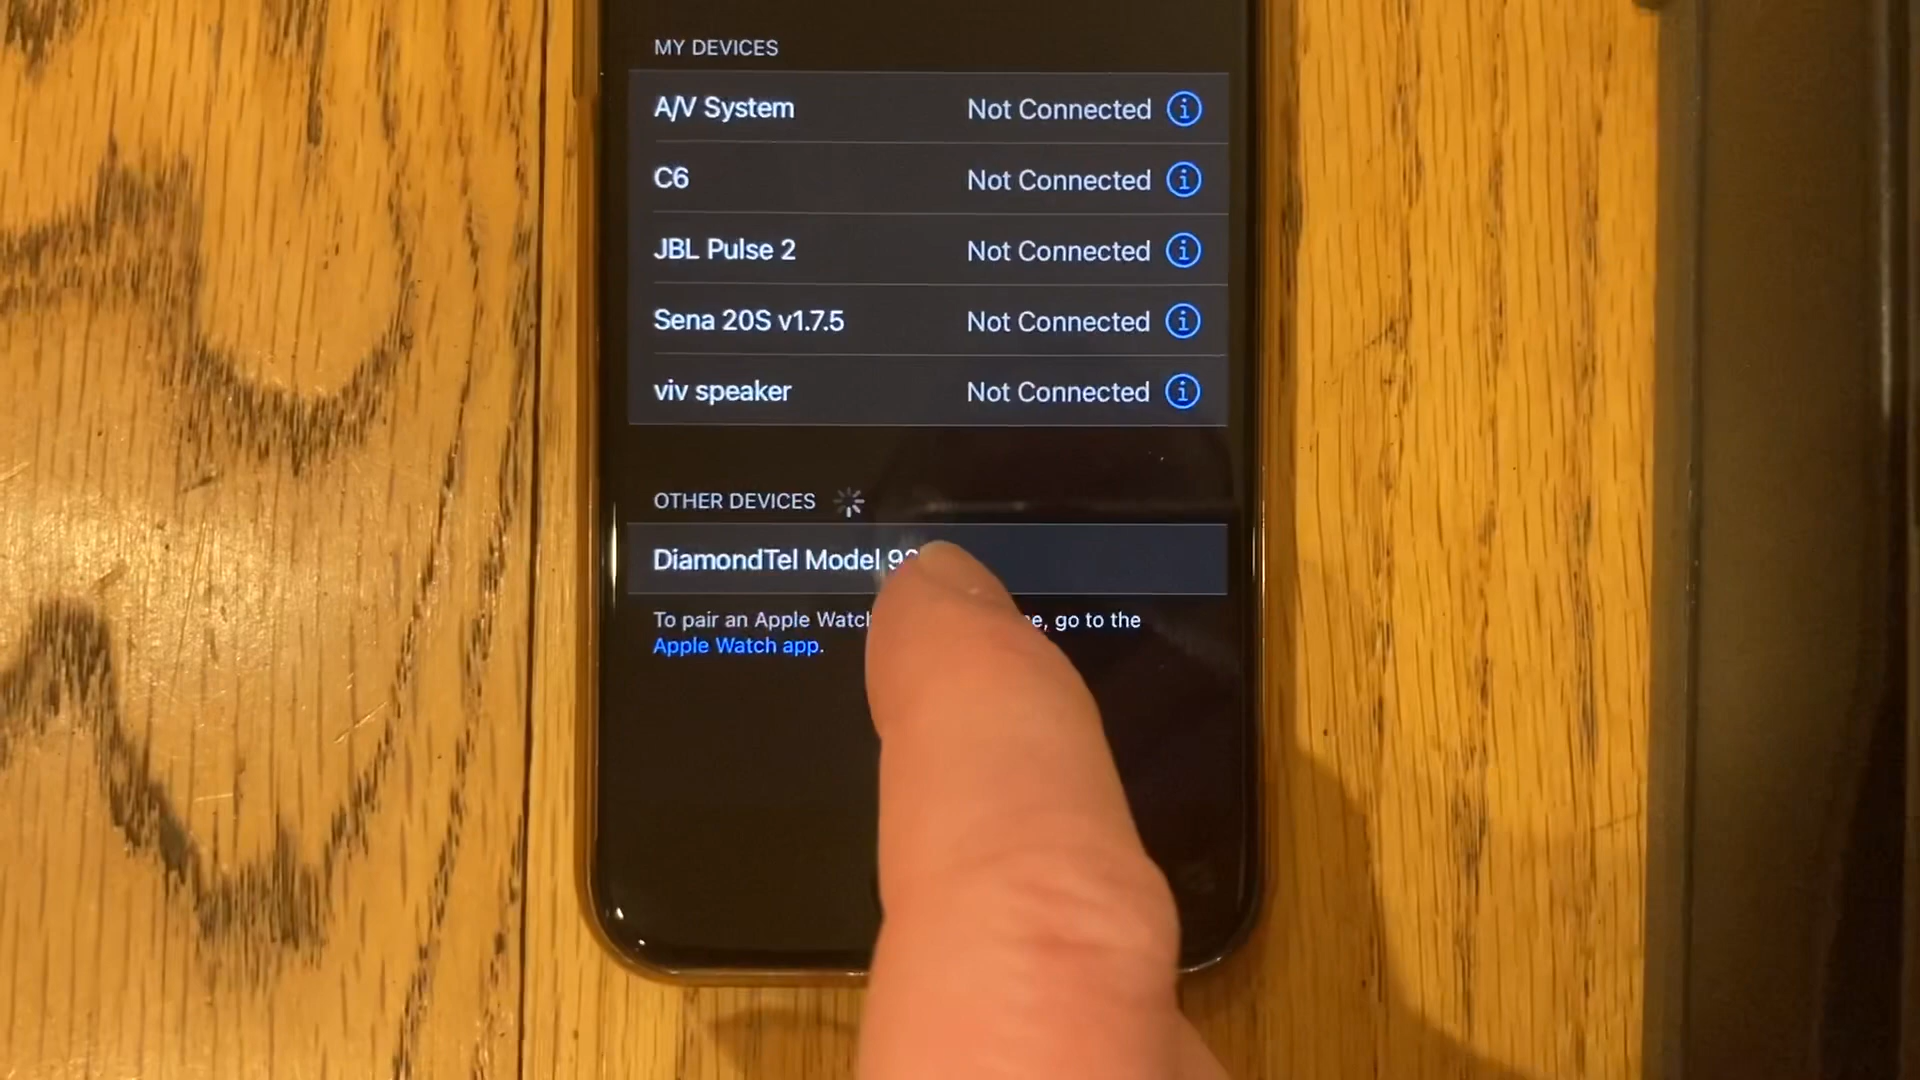 MY DEVICES
A/V System Not Connected
C6 Not Connected
JBL Pulse 2 Not Connected
Sena 20S v1.7.5 Not Connected
viv speaker Not Connected
OTHER DEVICES
DiamondTel Model
To pair an Apple Watch go to the
Apple Watch app.